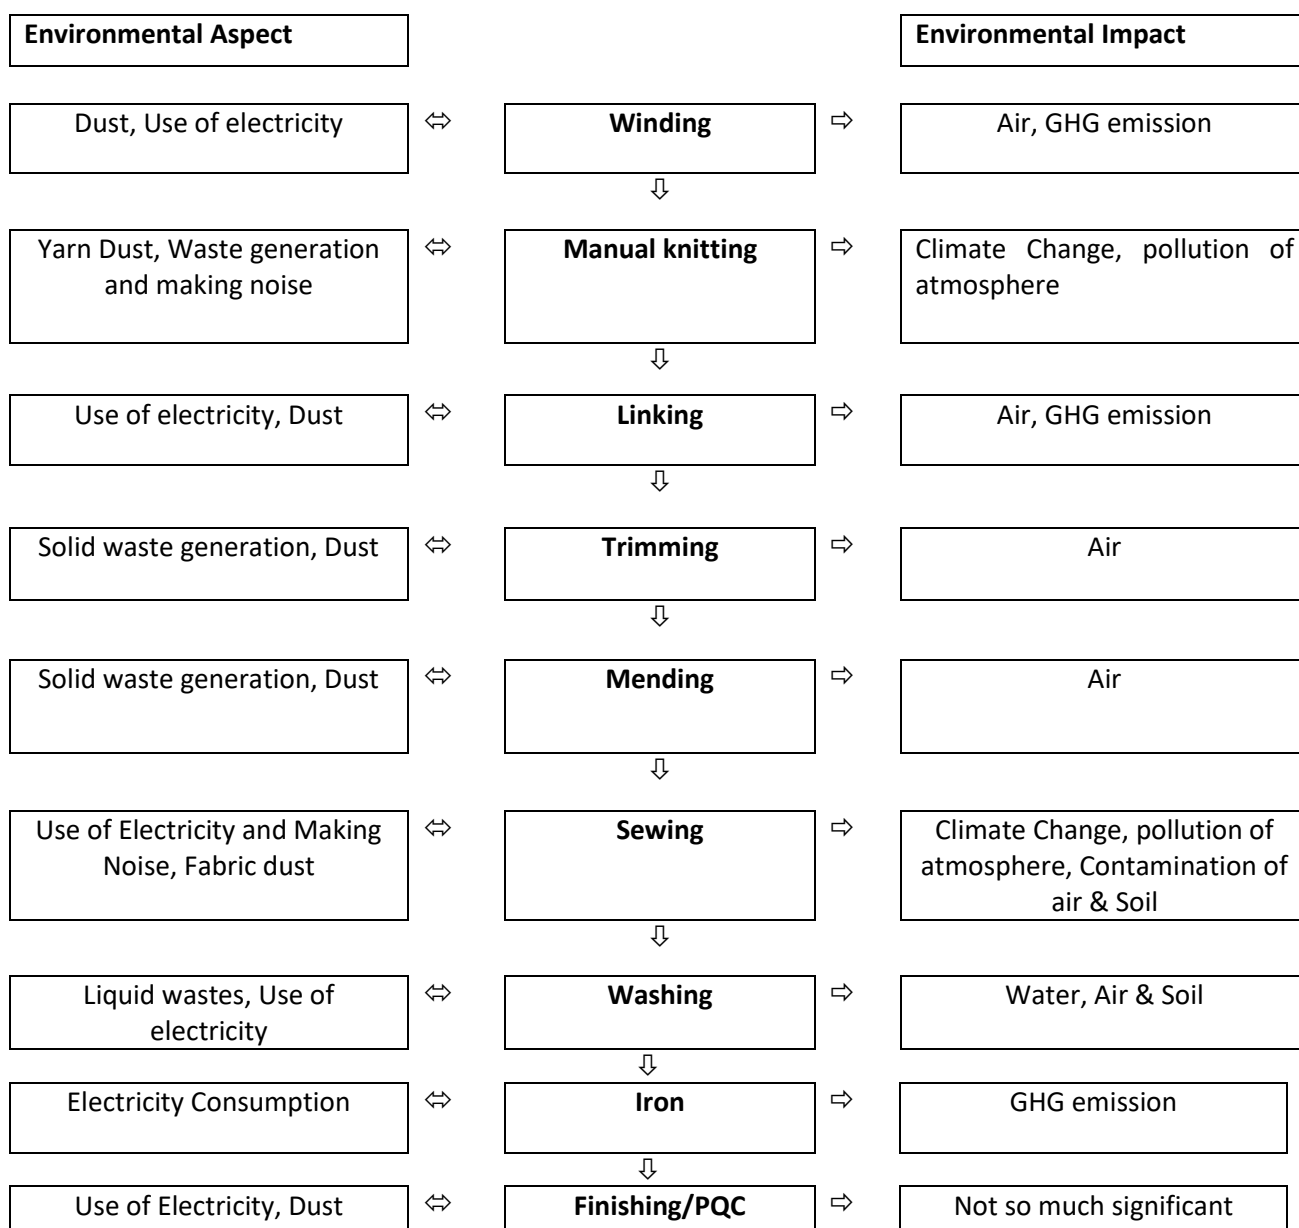 Environmental Aspect
Environmental Impact
Dust, Use of electricity
⬄
Winding
⇨
Air, GHG emission
⇩
Yarn Dust, Waste generation
and making noise
⬄
Manual knitting
⇨
Climate Change, pollution of
atmosphere
⇩
Use of electricity, Dust
⬄
Linking
⇨
Air, GHG emission
⇩
Solid waste generation, Dust
⬄
Trimming
⇨
Air
⇩
Solid waste generation, Dust
⬄
Mending
⇨
Air
⇩
Use of Electricity and Making
Noise, Fabric dust
⬄
Sewing
⇨
Climate Change, pollution of
atmosphere, Contamination of
air & Soil
⇩
Liquid wastes, Use of
electricity
⬄
Washing
⇨
Water, Air & Soil
⇩
Electricity Consumption
⬄
Iron
⇨
GHG emission
⇩
Use of Electricity, Dust
⬄
Finishing/PQC
⇨
Not so much significant